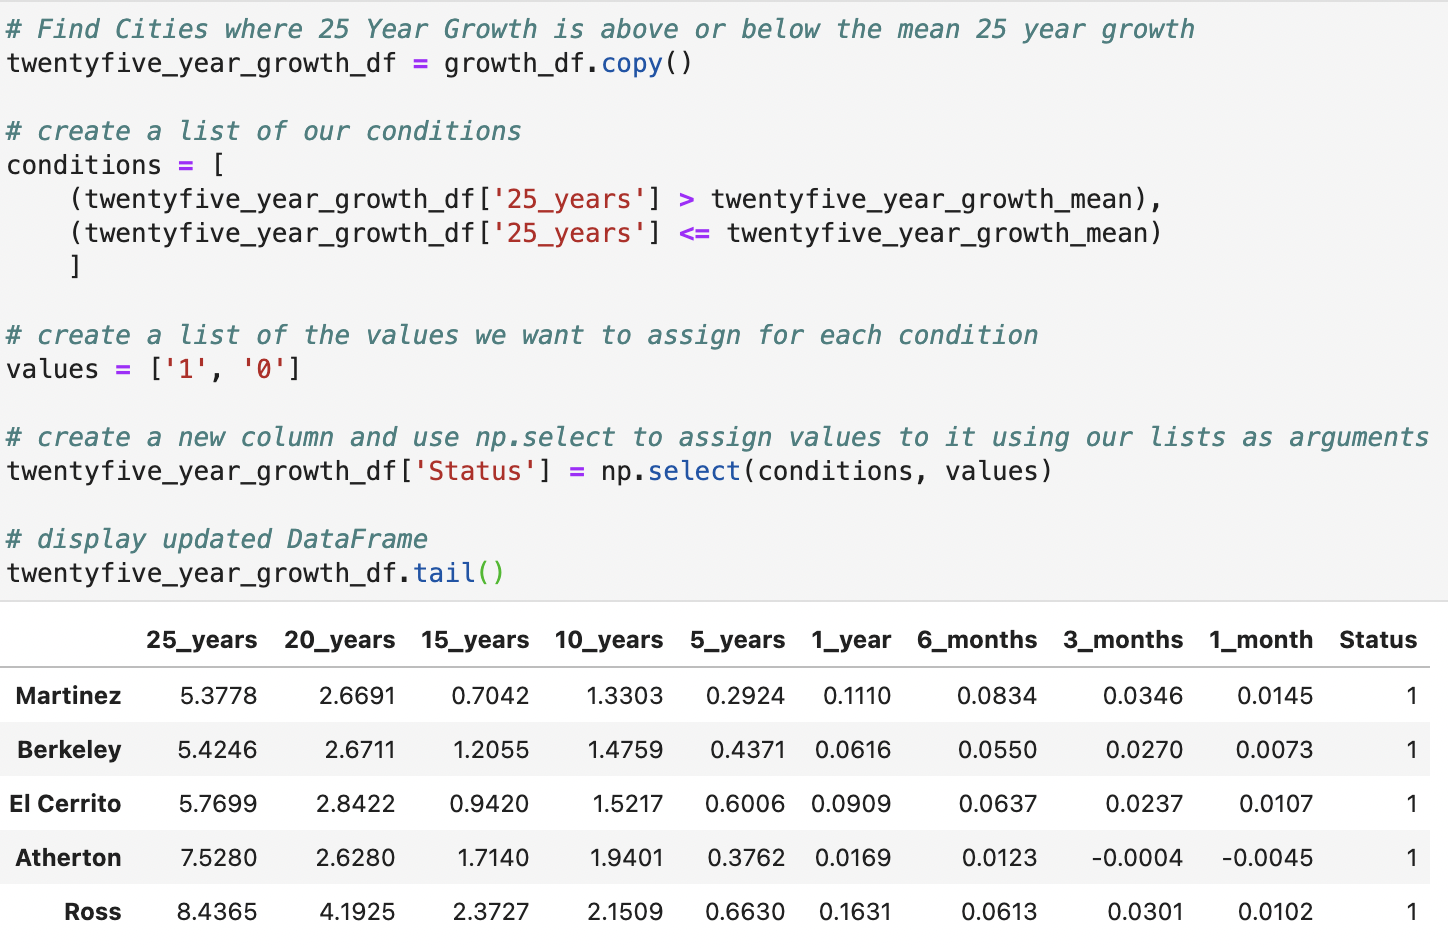 # Find Cities where 25 Year Growth is above or below the mean 25 year growth
twentyfive_year_growth_df = growth_df.copy()
# create a list of our conditions
conditions = [
(twentyfive_year_growth_df['25_years'] > twentyfive_year_growth_mean),
(twentyfive_year_growth_df['25_years'] <= twentyfive_year_growth_mean)
]
# create a list of the values we want to assign for each condition
values = ['1', '0']
# create a new column and use np.select to assign values to it using our lists as arguments
twentyfive_year_growth_df['Status'] = np.select(conditions, values)
# display updated DataFrame
twentyfive_year_growth_df.tail()
25_years 20_years 15_years 10_years 5_years 1_year 6_months 3_months 1_month Status
Martinez 5.3778 2.6691 0.7042 1.3303 0.2924 0.1110 0.0834 0.0346 0.0145 1
Berkeley 5.4246 2.6711 1.2055 1.4759 0.4371 0.0616 0.0550 0.0270 0.0073 1
El Cerrito 5.7699 2.8422 0.9420 1.5217 0.6006 0.0909 0.0637 0.0237 0.0107 1
Atherton 7.5280 2.6280 1.7140 1.9401 0.3762 0.0169 0.0123 -0.0004 -0.0045 1
Ross 8.4365 4.1925 2.3727 2.1509 0.6630 0.1631 0.0613 0.0301 0.0102 1